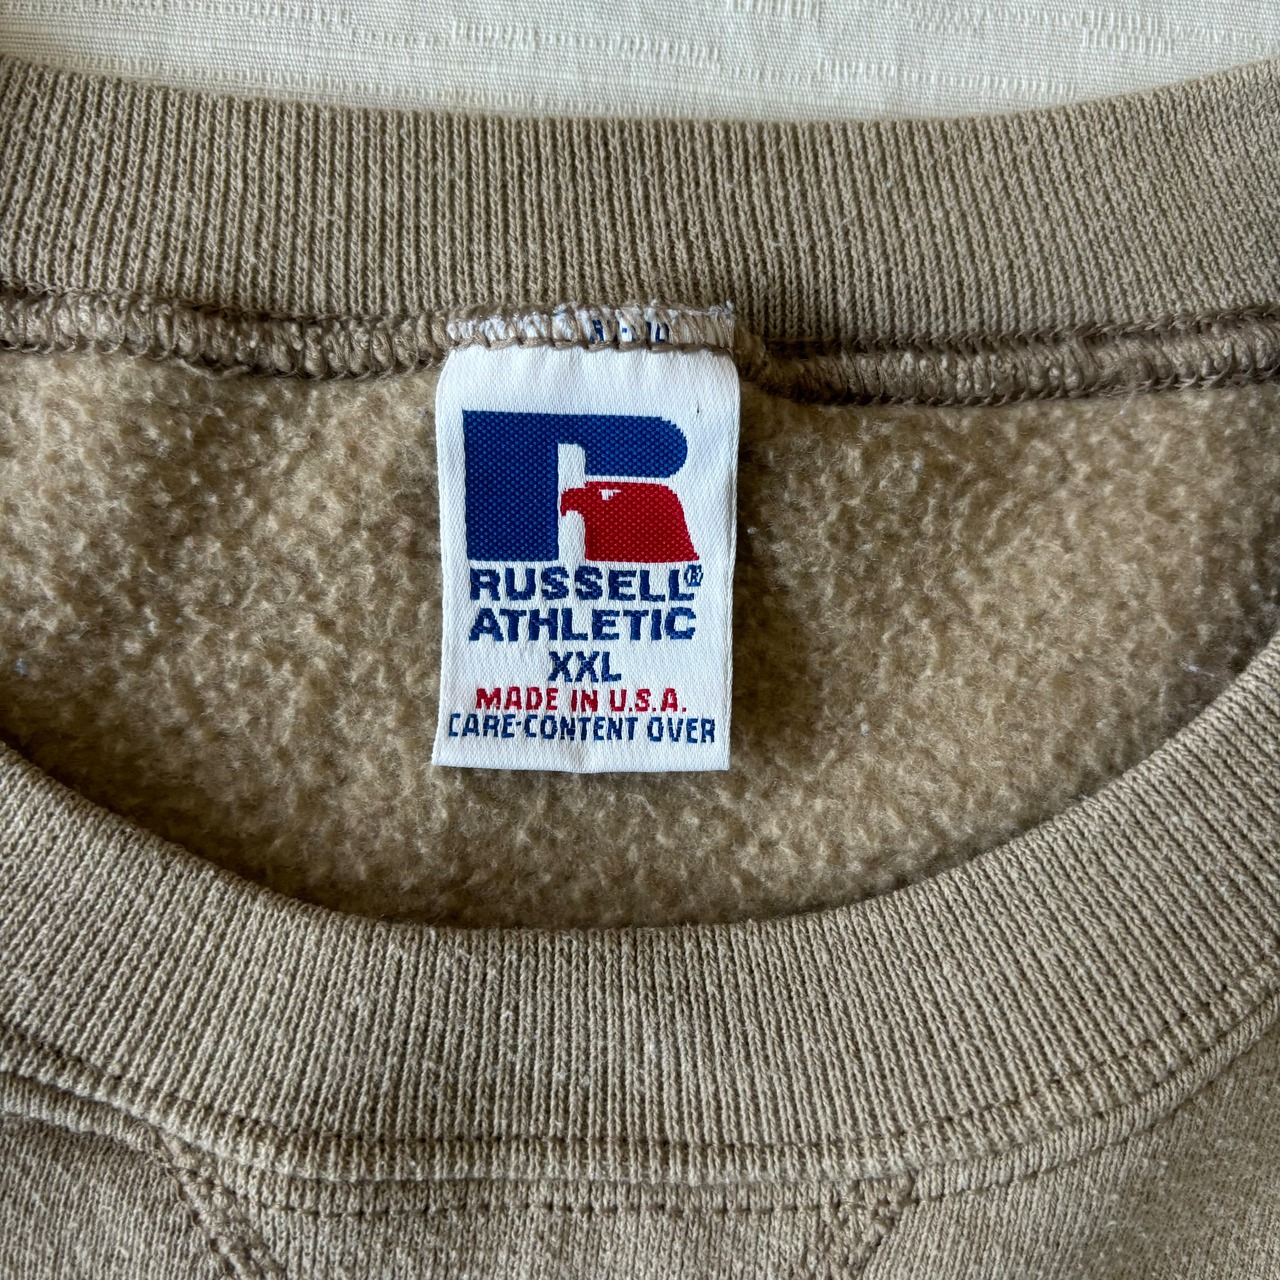 RUSSELL®
ATHLETIC
XXL
MADE IN U.S.A.
CARE-CONTENT OVER